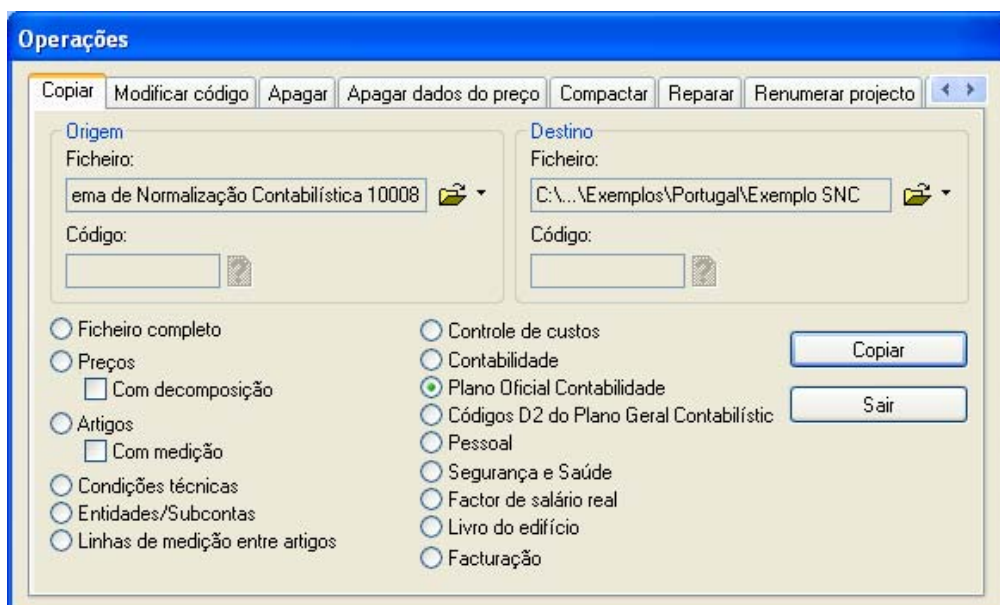 Operações
Copiar Modificar código Apagar Apagar dados do preço Compactar Reparar Renumerar projecto
Origem
Ficheiro:
ema de Normalização Contabilística 10008
Código:
Destino
Ficheiro:
C:\...\Exemplos\Portugal\Exemplo SNC
Código:
Ficheiro completo
Preços
Com decomposição
Artigos
Com medição
Condições técnicas
Entidades/Subcontas
Linhas de medição entre artigos
Controle de custos
Contabilidade
Plano Oficial Contabilidade
Códigos D2 do Plano Geral Contabilístic
Pessoal
Segurança e Saúde
Factor de salário real
Livro do edifício
Facturação
Copiar
Sair